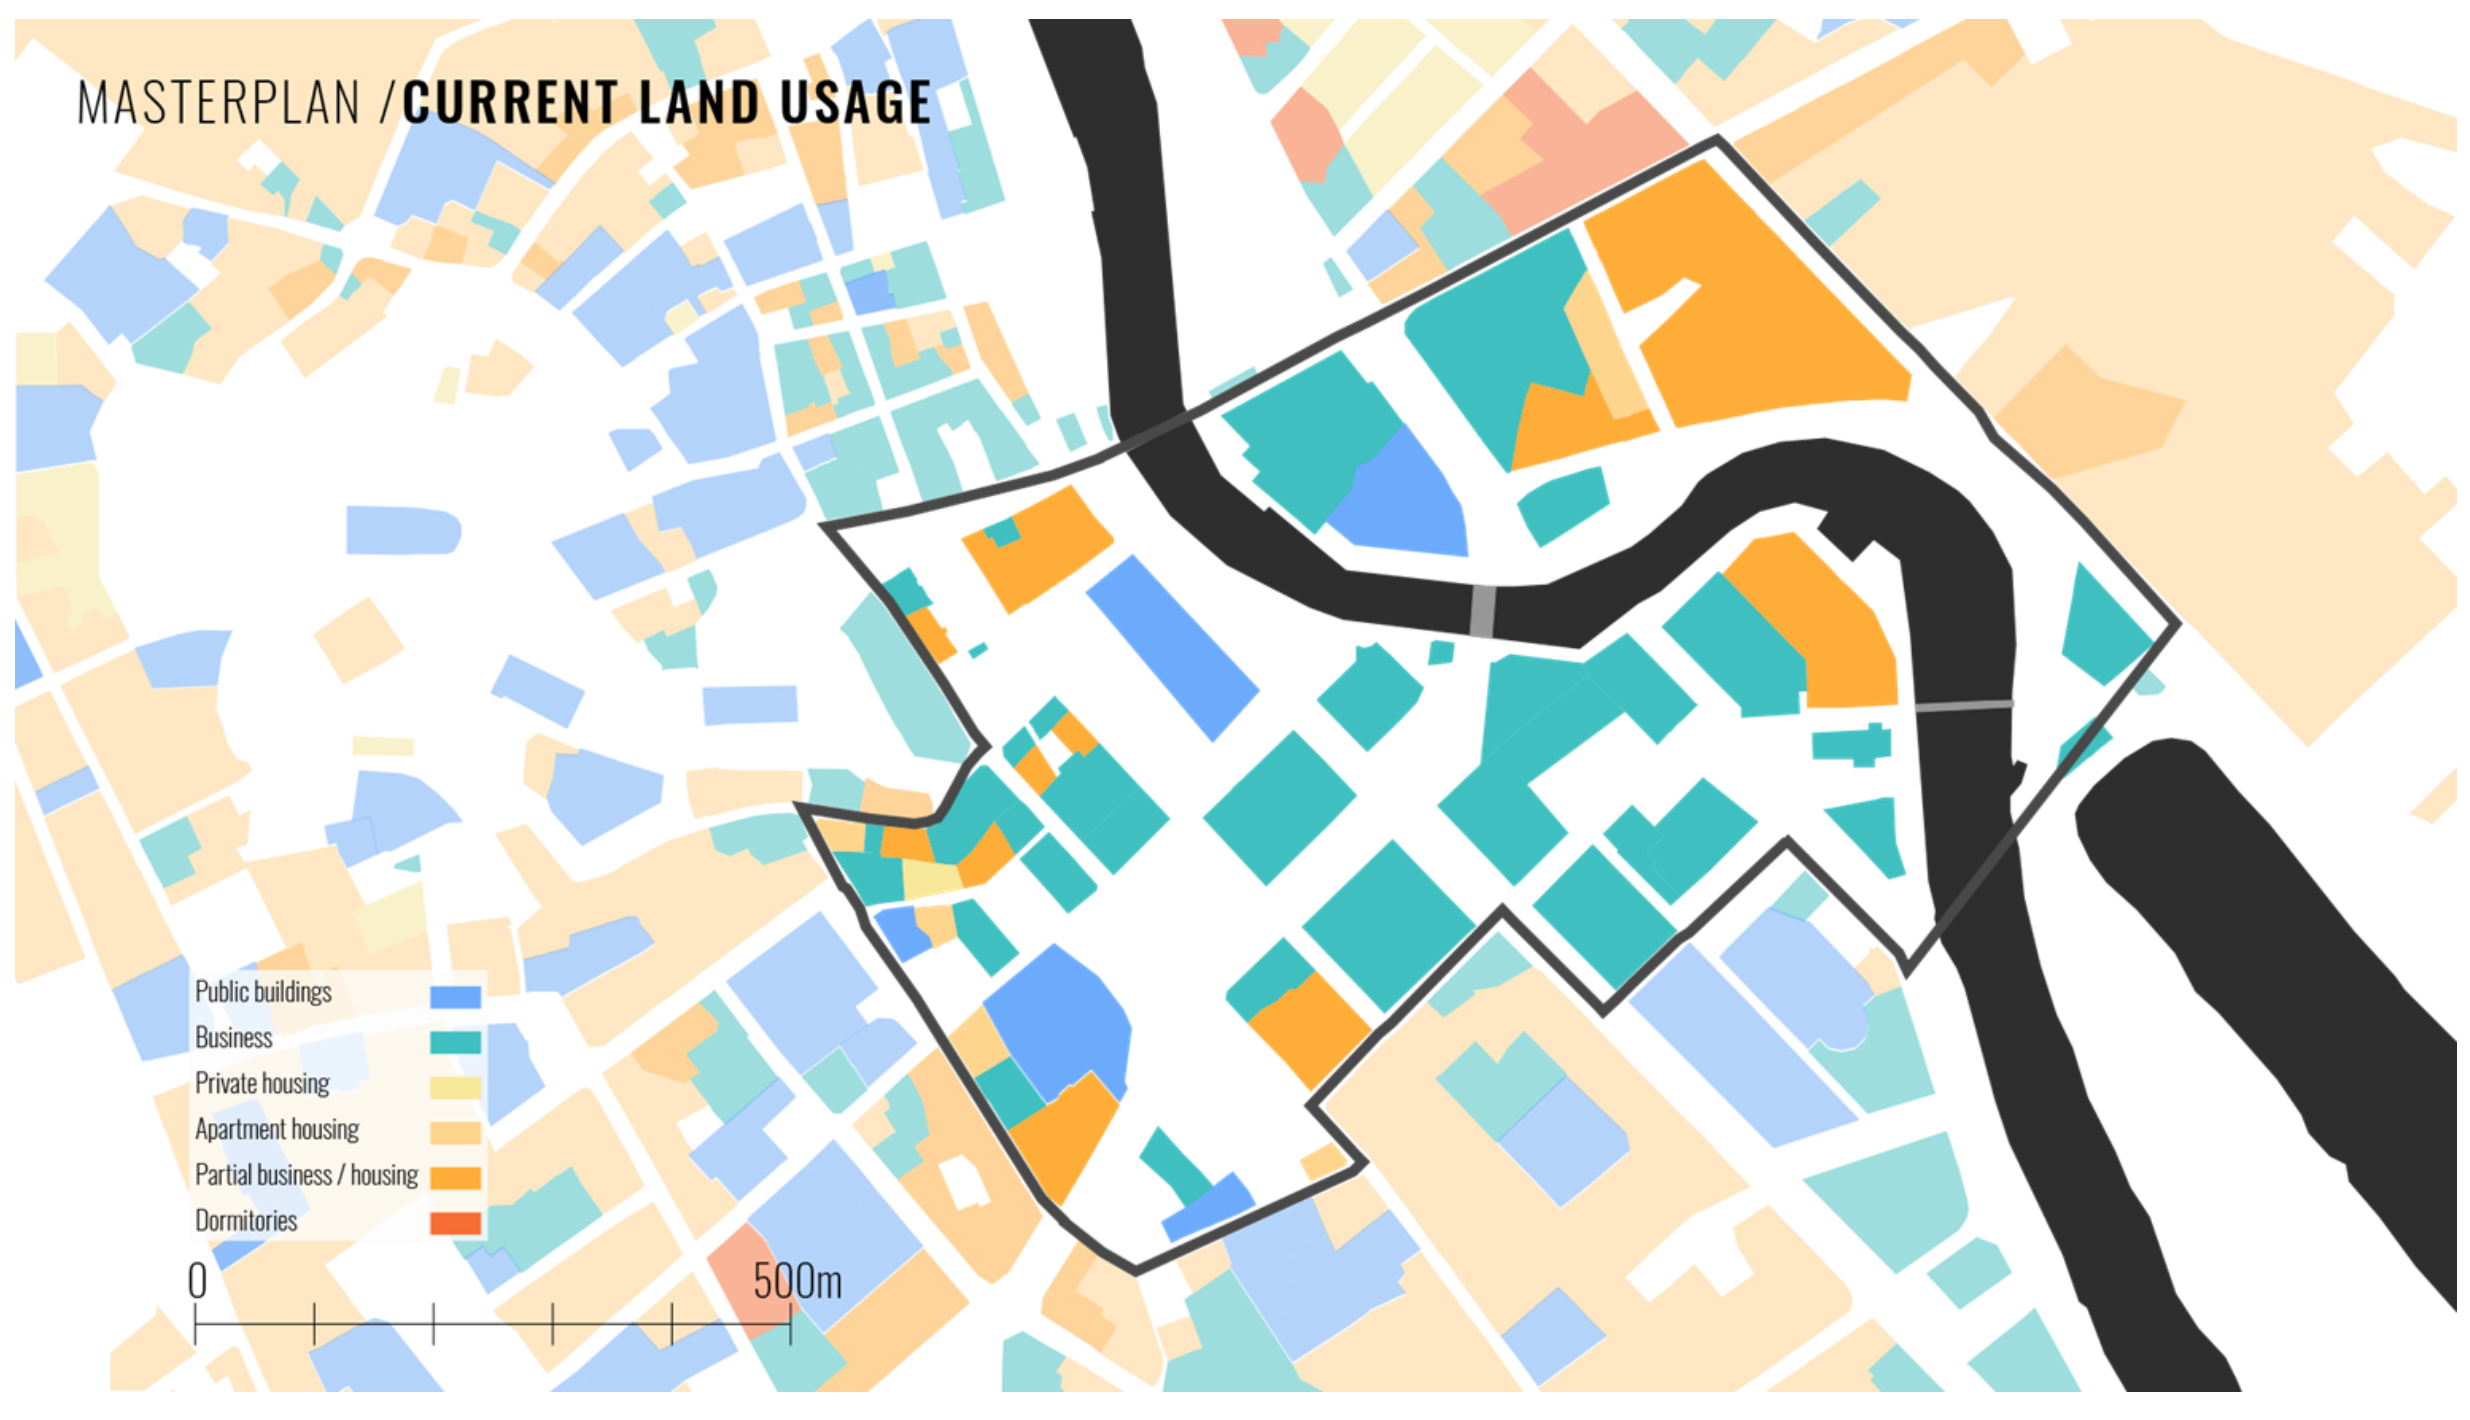 MASTERPLAN / CURRENT LAND USAGE
Public buildings
Business
Private housing
Apartment housing
Partial business / housing
Dormitories
0 500m